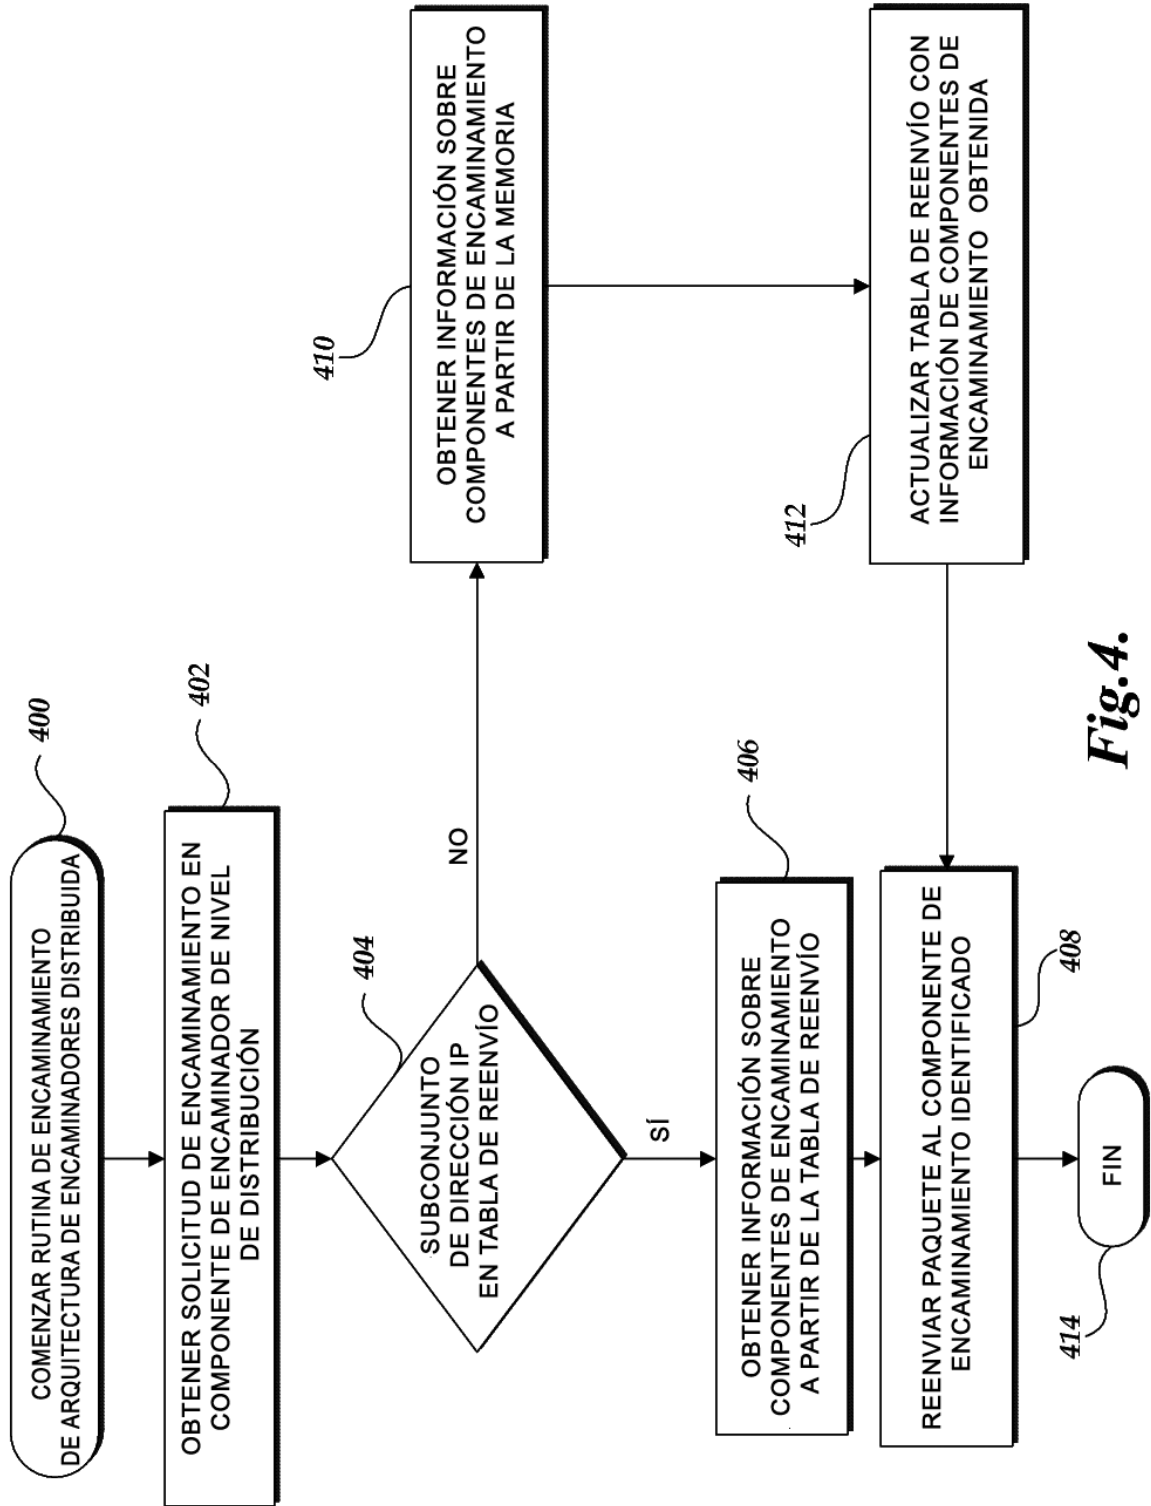 COMENZAR RUTINA DE ENCAMINAMIENTO
DE ARQUITECTURA DE ENCAMINADORES DISTRIBUIDA
400
OBTENER SOLICITUD DE ENCAMINAMIENTO EN
COMPONENTE DE ENCAMINADOR DE NIVEL
DE DISTRIBUCIÓN
402
SUBCONJUNTO
DE DIRECCIÓN IP
EN TABLA DE REENVÍO
404
NO
SÍ
OBTENER INFORMACIÓN SOBRE
COMPONENTES DE ENCAMINAMIENTO
A PARTIR DE LA MEMORIA
410
OBTENER INFORMACIÓN SOBRE
COMPONENTES DE ENCAMINAMIENTO
A PARTIR DE LA TABLA DE REENVÍO
406
ACTUALIZAR TABLA DE REENVÍO CON
INFORMACIÓN DE COMPONENTES DE
ENCAMINAMIENTO OBTENIDA
412
REENVIAR PAQUETE AL COMPONENTE DE
ENCAMINAMIENTO IDENTIFICADO
408
FIN
414
Fig.4.